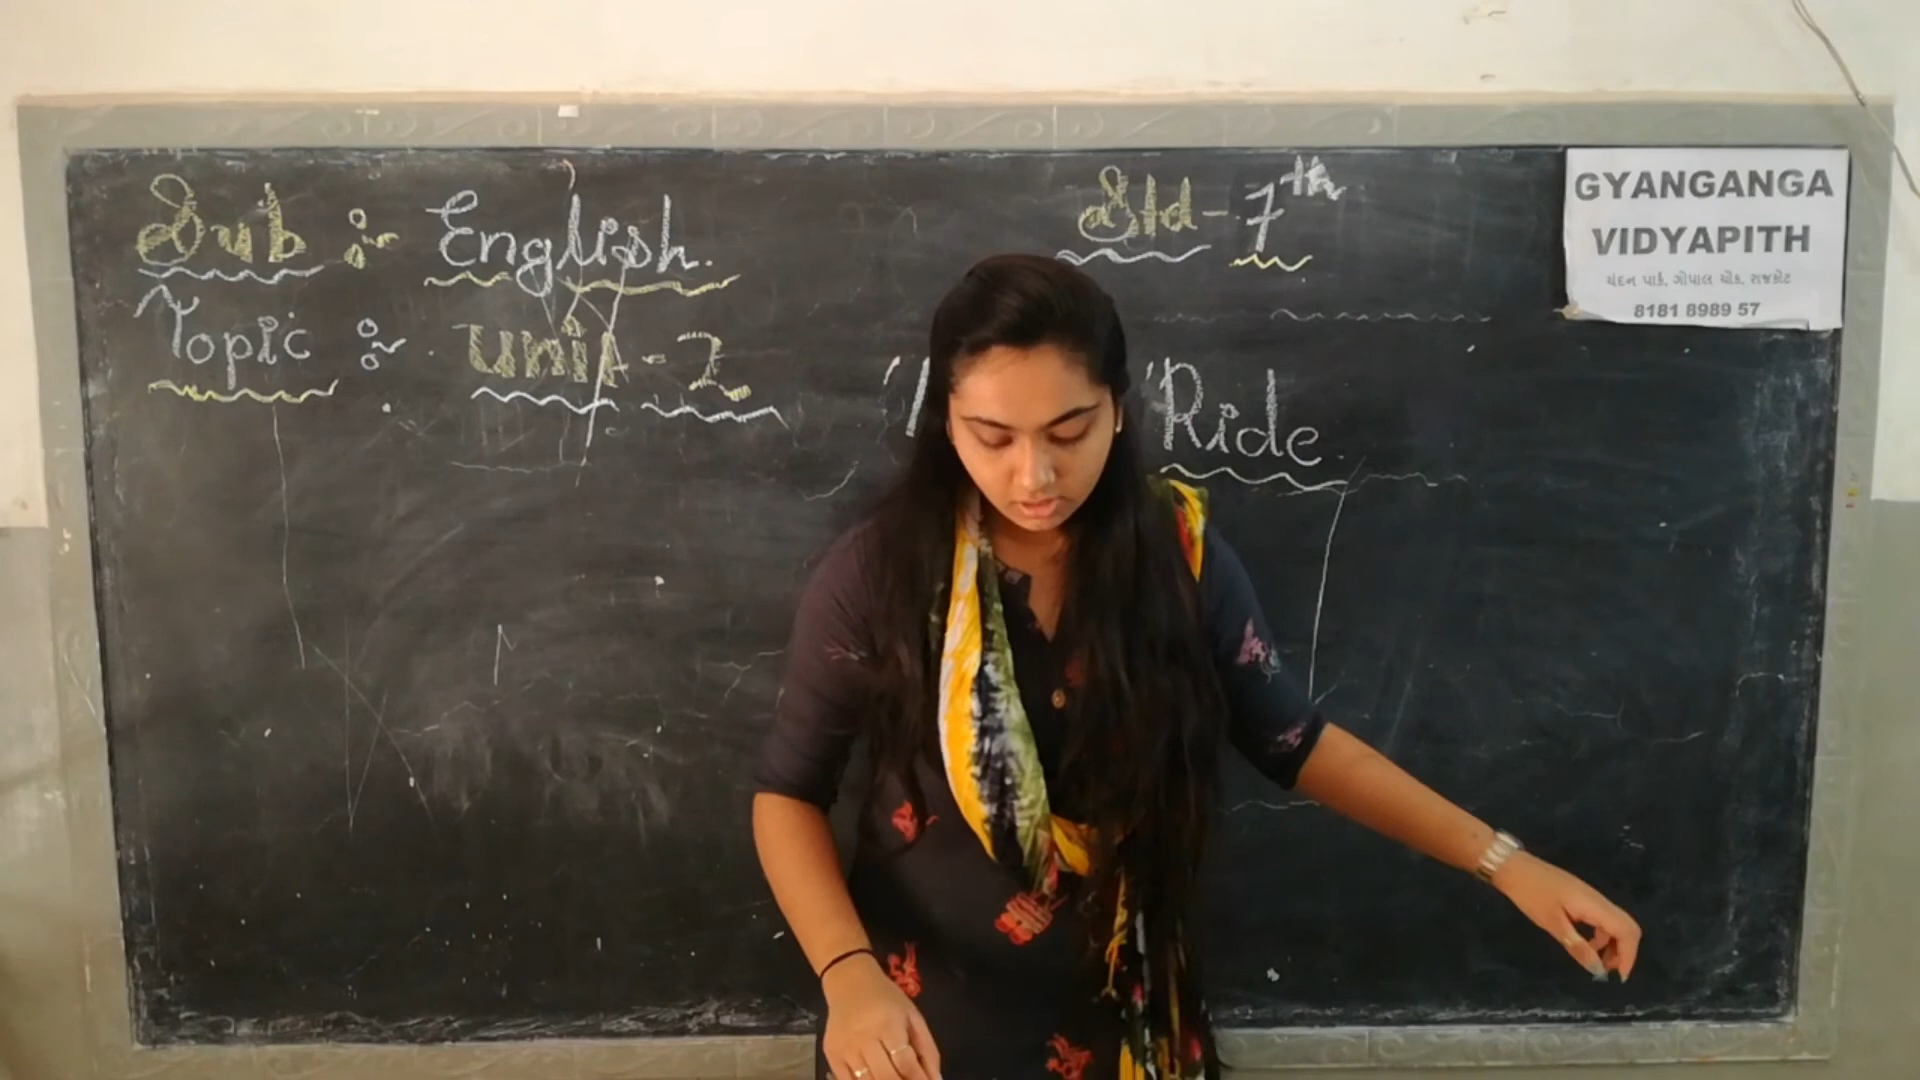 Sub :- English.
Std - 7th
Topic :- Unit - 2
Ride.
GYANGANGA
VIDYAPITH
ચંદન પાર્ક, ગોપાલ ચોક, રાજકોટ
8181 8989 57